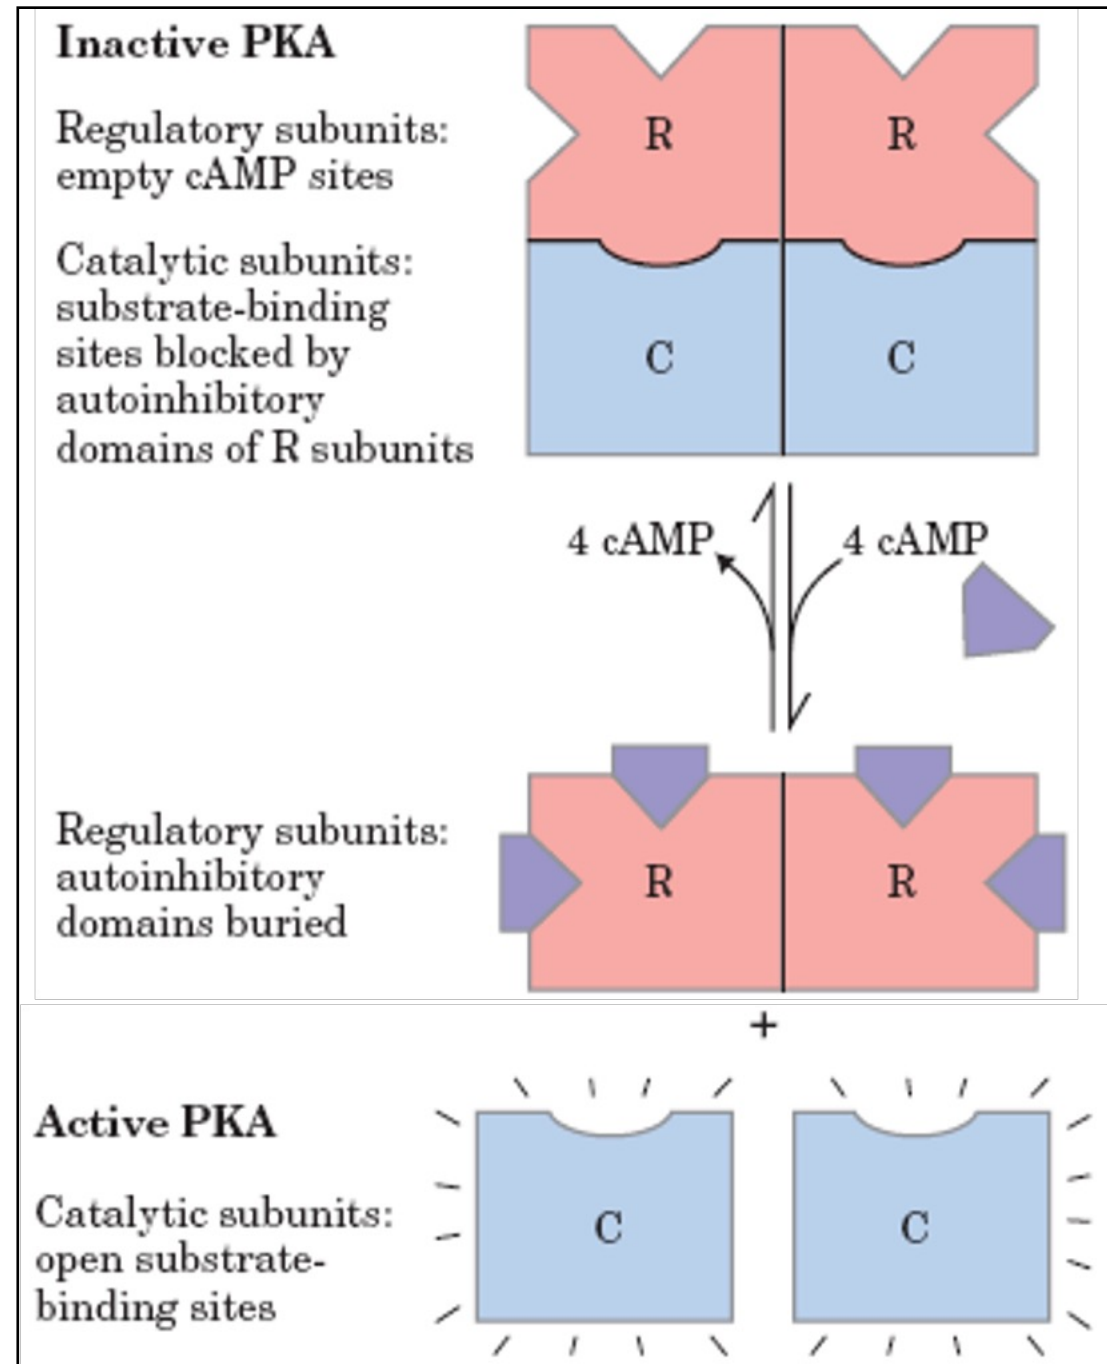 Inactive PKA
Regulatory subunits:
empty cAMP sites
R
R
Catalytic subunits:
substrate-binding
sites blocked by
autoinhibitory
domains of R subunits
C
C
4 cAMP
4 cAMP
Regulatory subunits:
autoinhibitory
domains buried
R
R
+
Active PKA
Catalytic subunits:
open substrate-
binding sites
C
C